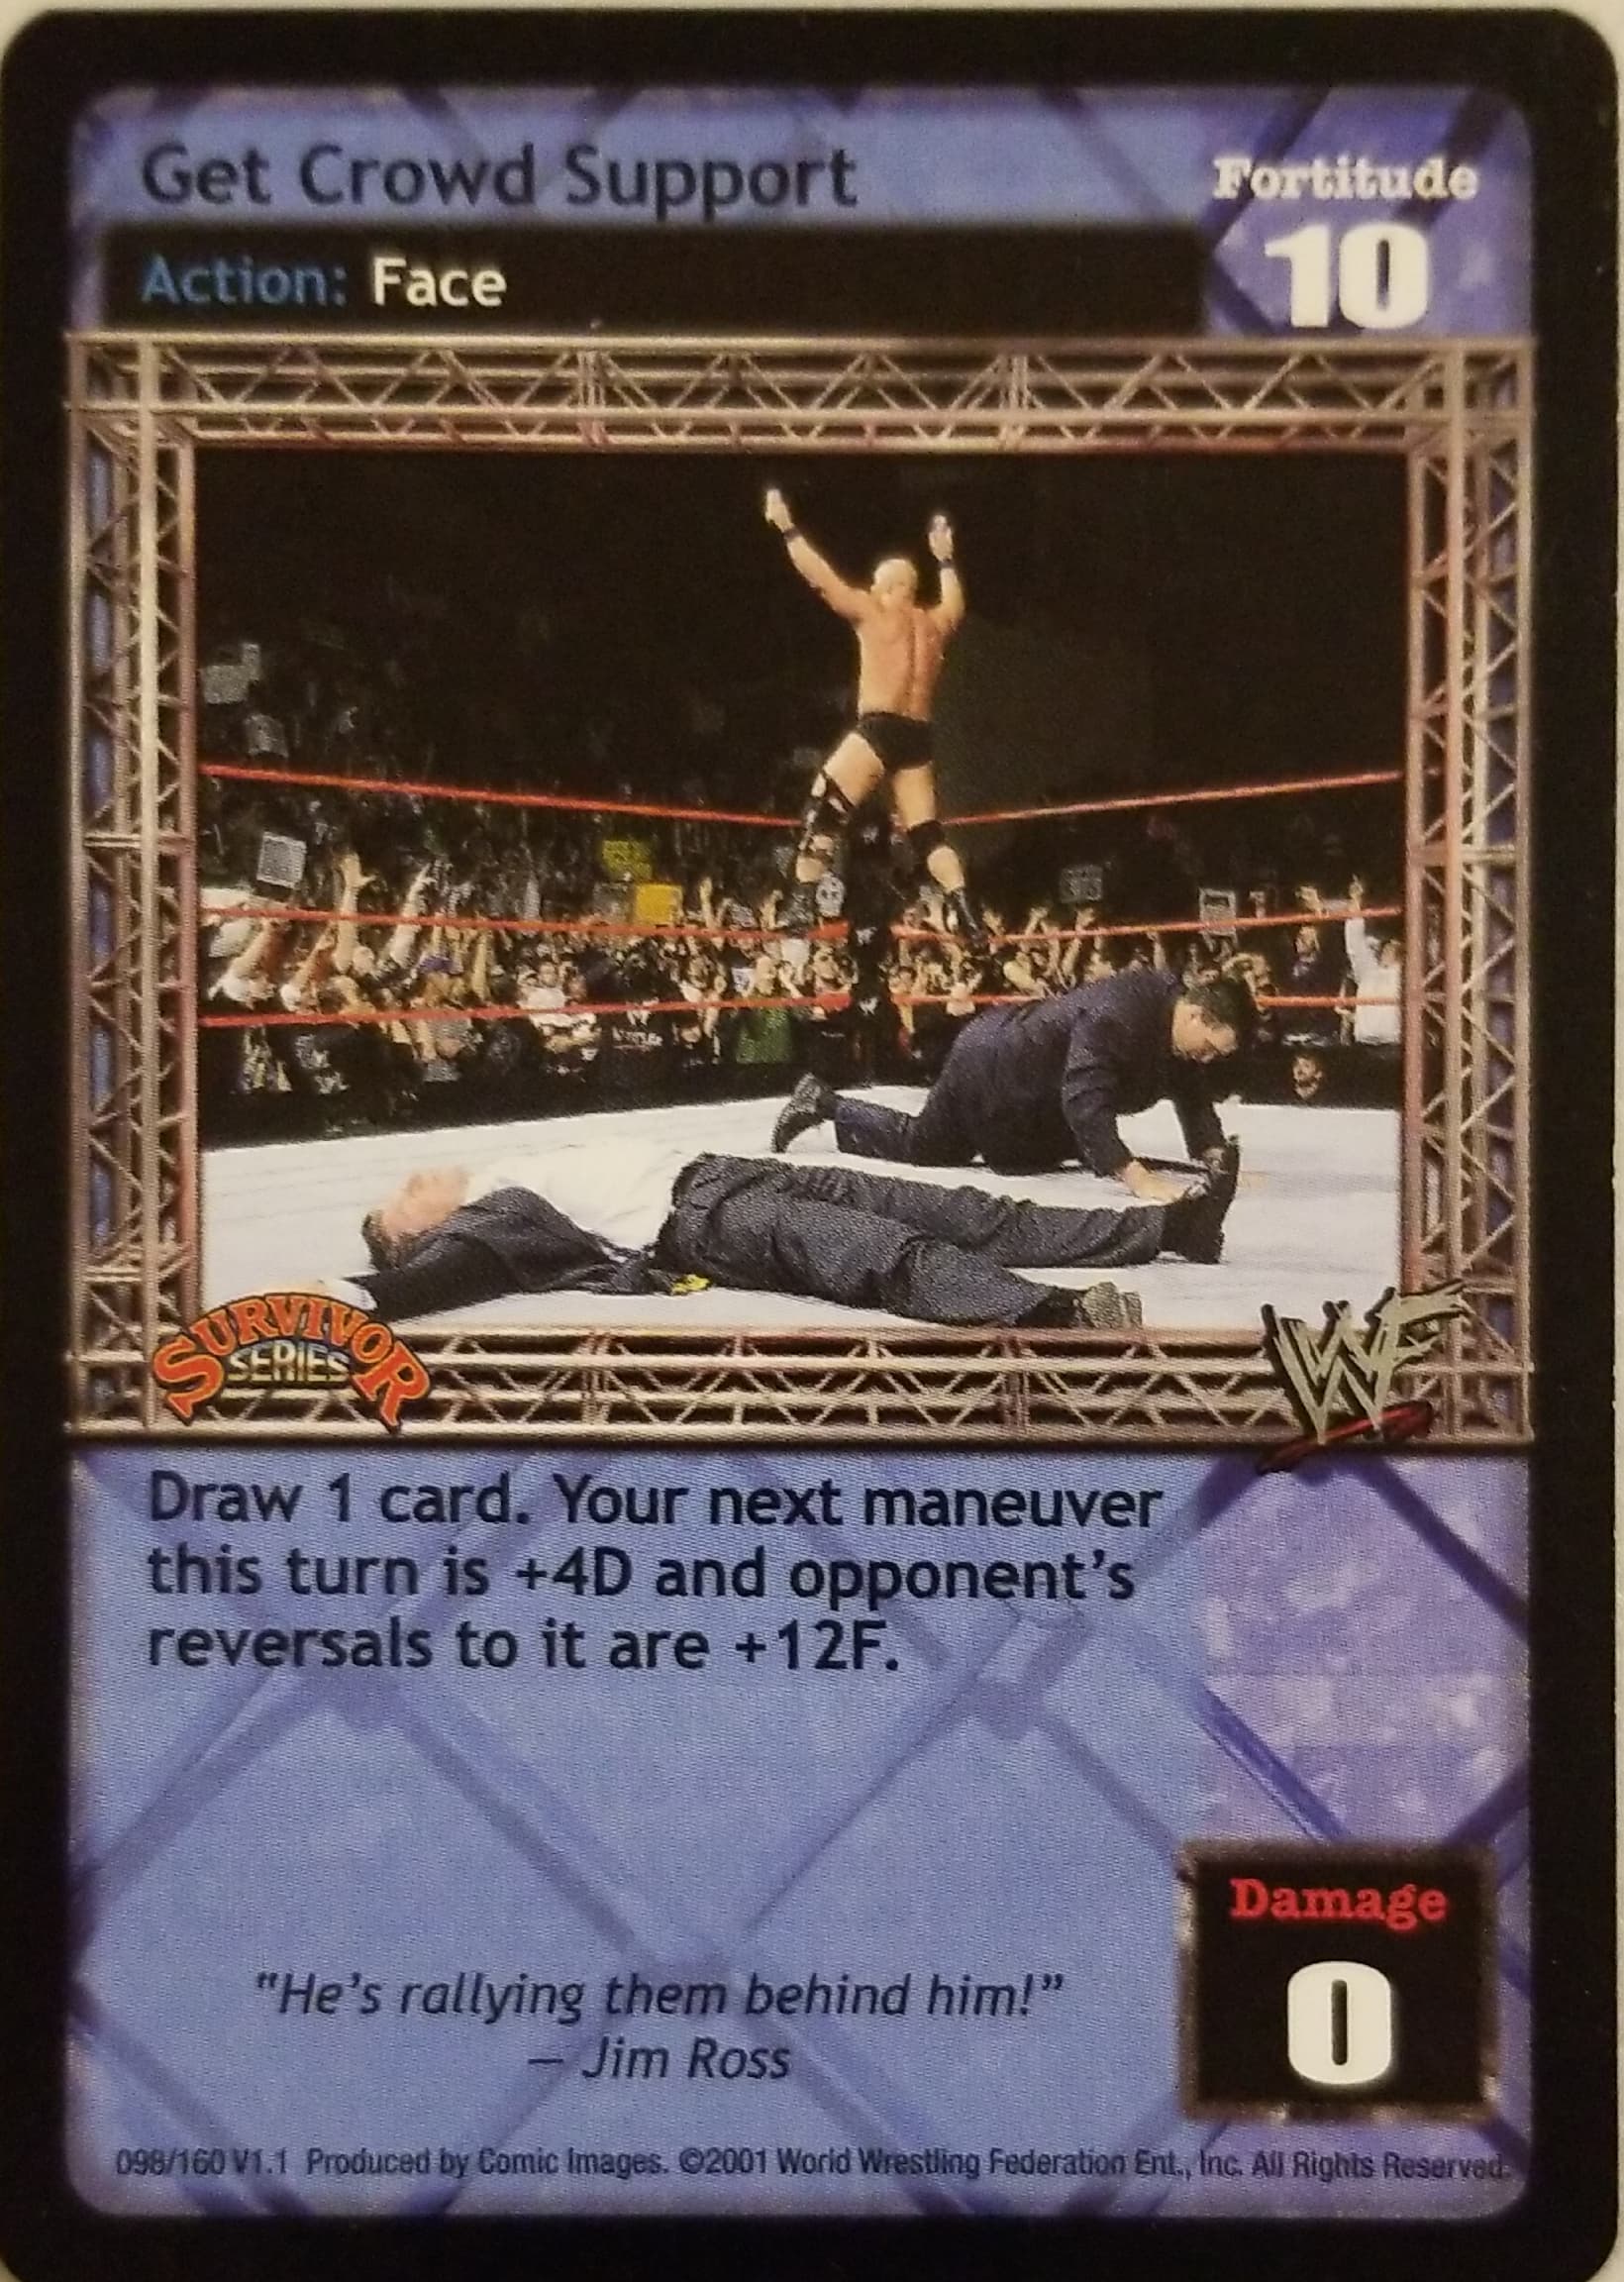 Get Crowd Support
Fortitude
10
Action: Face
SURVIVOR
SERIES
WF
Draw 1 card. Your next maneuver
this turn is +4D and opponent's
reversals to it are +12F.
Damage
0
"He's rallying them behind him!"
– Jim Ross
098/160 V1.1 Produced by Comic Images. ©2001 World Wrestling Federation Ent., Inc. All Rights Reserved.